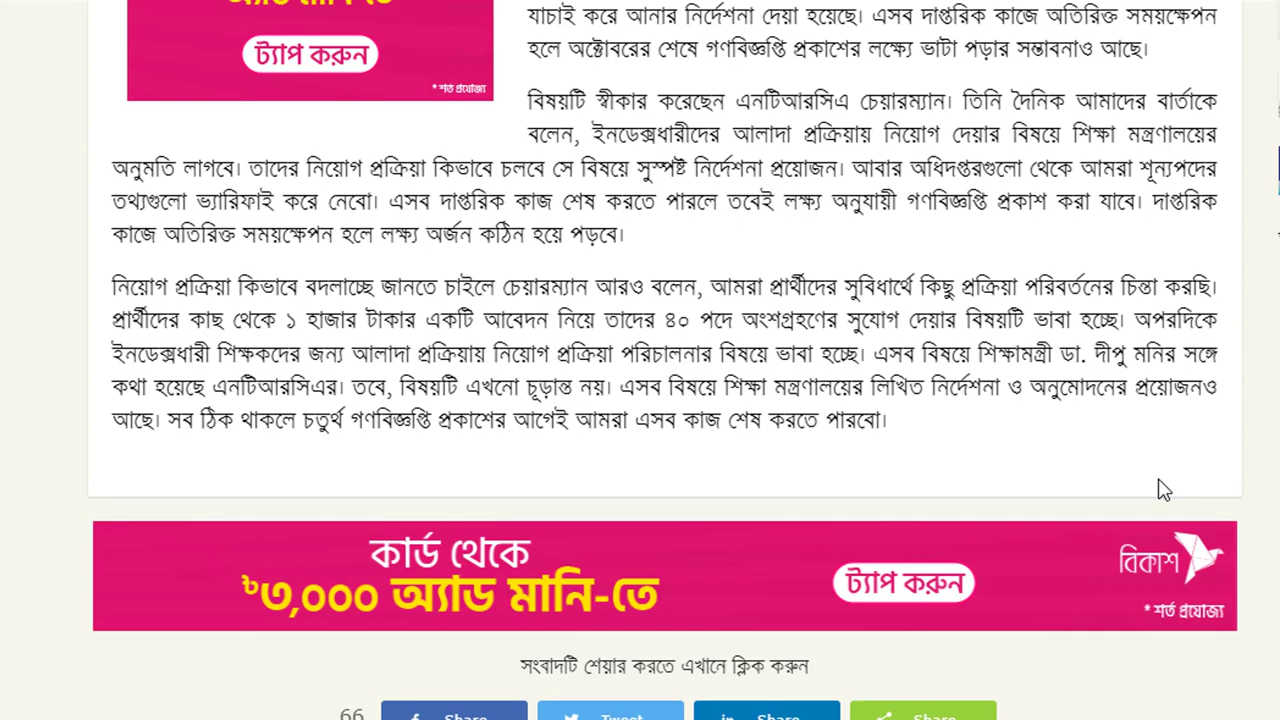 ট্যাপ করুন
* শর্ত প্রযোজ্য
যাচাই করে আনার নির্দেশনা দেয়া হয়েছে। এসব দাপ্তরিক কাজে অতিরিক্ত সময়ক্ষেপন
হলে অক্টোবরের শেষে গণবিজ্ঞপ্তি প্রকাশের লক্ষ্যে ভাটা পড়ার সম্ভাবনাও আছে।
বিষয়টি স্বীকার করেছেন এনটিআরসিএ চেয়ারম্যান। তিনি দৈনিক আমাদের বার্তাকে
বলেন, ইনডেক্সধারীদের আলাদা প্রক্রিয়ায় নিয়োগ দেয়ার বিষয়ে শিক্ষা মন্ত্রণালয়ের
অনুমতি লাগবে। তাদের নিয়োগ প্রক্রিয়া কিভাবে চলবে সে বিষয়ে সুস্পষ্ট নির্দেশনা প্রয়োজন। আবার অধিদপ্তরগুলো থেকে আমরা শূন্যপদের
তথ্যগুলো ভ্যারিফাই করে নেবো। এসব দাপ্তরিক কাজ শেষ করতে পারলে তবেই লক্ষ্য অনুযায়ী গণবিজ্ঞপ্তি প্রকাশ করা যাবে। দাপ্তরিক
কাজে অতিরিক্ত সময়ক্ষেপন হলে লক্ষ্য অর্জন কঠিন হয়ে পড়বে।
নিয়োগ প্রক্রিয়া কিভাবে বদলাচ্ছে জানতে চাইলে চেয়ারম্যান আরও বলেন, আমরা প্রার্থীদের সুবিধার্থে কিছু প্রক্রিয়া পরিবর্তনের চিন্তা করছি।
প্রার্থীদের কাছ থেকে ১ হাজার টাকার একটি আবেদন নিয়ে তাদের ৪০ পদে অংশগ্রহণের সুযোগ দেয়ার বিষয়টি ভাবা হচ্ছে। অপরদিকে
ইনডেক্সধারী শিক্ষকদের জন্য আলাদা প্রক্রিয়ায় নিয়োগ প্রক্রিয়া পরিচালনার বিষয়ে ভাবা হচ্ছে। এসব বিষয়ে শিক্ষামন্ত্রী ডা. দীপু মনির সঙ্গে
কথা হয়েছে এনটিআরসিএর। তবে, বিষয়টি এখনো চূড়ান্ত নয়। এসব বিষয়ে শিক্ষা মন্ত্রণালয়ের লিখিত নির্দেশনা ও অনুমোদনের প্রয়োজনও
আছে। সব ঠিক থাকলে চতুর্থ গণবিজ্ঞপ্তি প্রকাশের আগেই আমরা এসব কাজ শেষ করতে পারবো।
কার্ড থেকে
৳৩,০০০ অ্যাড মানি-তে
ট্যাপ করুন
বিকাশ
* শর্ত প্রযোজ্য
সংবাদটি শেয়ার করতে এখানে ক্লিক করুন
66 Share Tweet Share Share